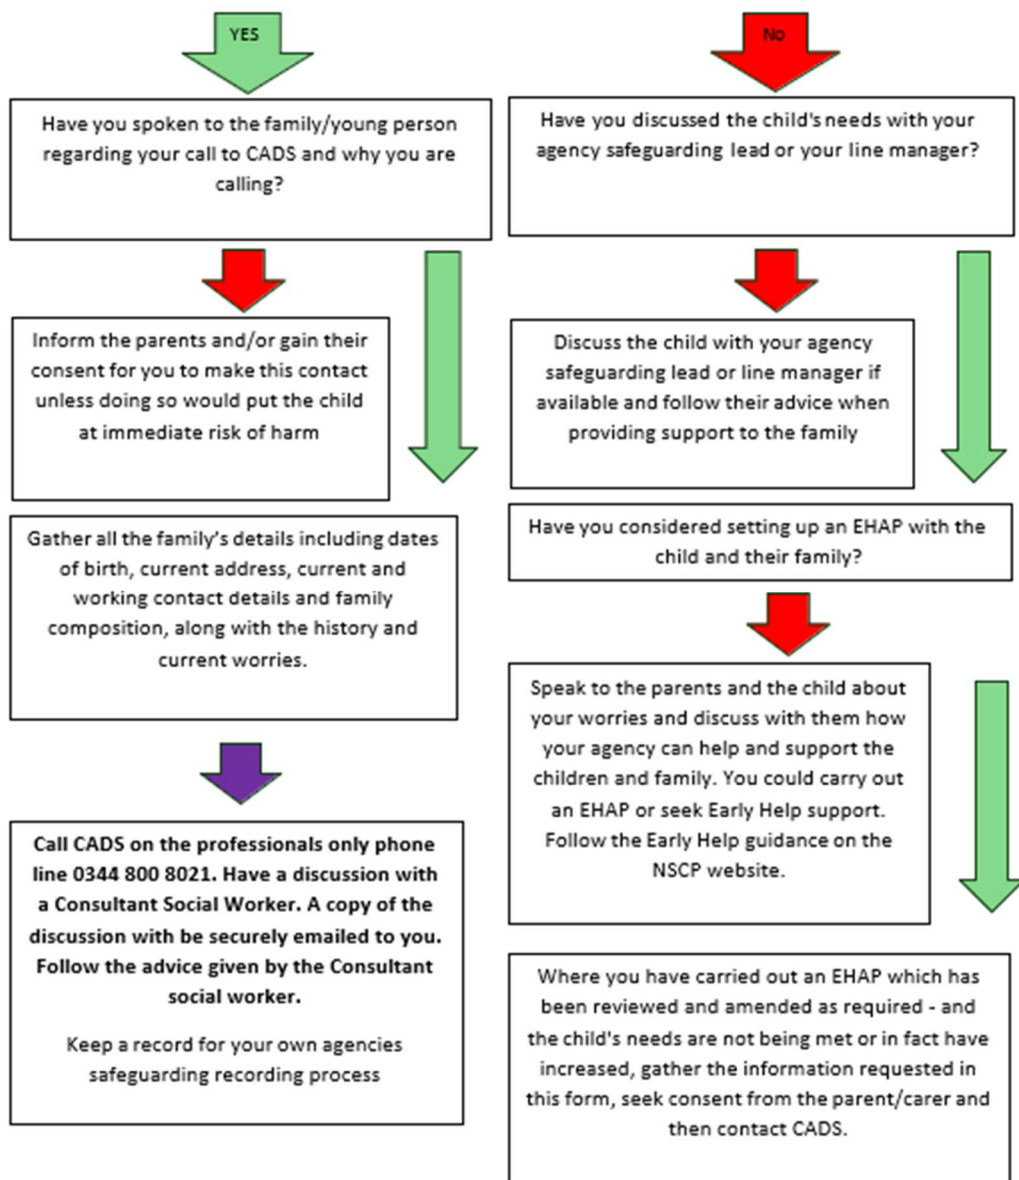 YES
Have you spoken to the family/young person
regarding your call to CADS and why you are
calling?
Inform the parents and/or gain their
consent for you to make this contact
unless doing so would put the child
at immediate risk of harm
Gather all the family's details including dates
of birth, current address, current and
working contact details and family
composition, along with the history and
current worries.
Call CADS on the professionals only phone
line 0344 800 8021. Have a discussion with
a Consultant Social Worker. A copy of the
discussion with be securely emailed to you.
Follow the advice given by the Consultant
social worker.
Keep a record for your own agencies
safeguarding recording process
No
Have you discussed the child's needs with your
agency safeguarding lead or your line manager?
Discuss the child with your agency
safeguarding lead or line manager if
available and follow their advice when
providing support to the family
Have you considered setting up an EHAP with the
child and their family?
Speak to the parents and the child about
your worries and discuss with them how
your agency can help and support the
children and family. You could carry out
an EHAP or seek Early Help support.
Follow the Early Help guidance on the
NSCP website.
Where you have carried out an EHAP which has
been reviewed and amended as required - and
the child's needs are not being met or in fact have
increased, gather the information requested in
this form, seek consent from the parent/carer and
then contact CADS.